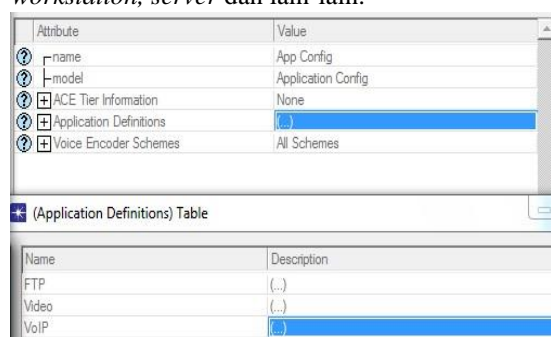 workstation, server dan lain-lain.
Attribute Value
name App Config
model Application Config
ACE Tier Information None
Application Definitions (...)
Voice Encoder Schemes All Schemes
(Application Definitions) Table
Name Description
FTP (...)
Video (...)
VoIP (...)